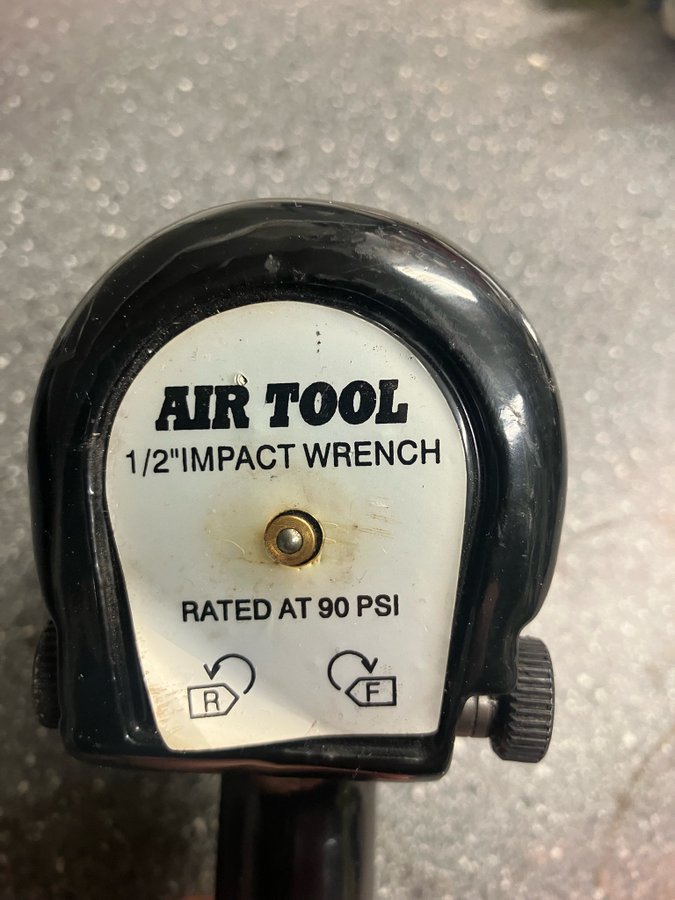 AIR TOOL
1/2"IMPACT WRENCH
RATED AT 90 PSI
R F